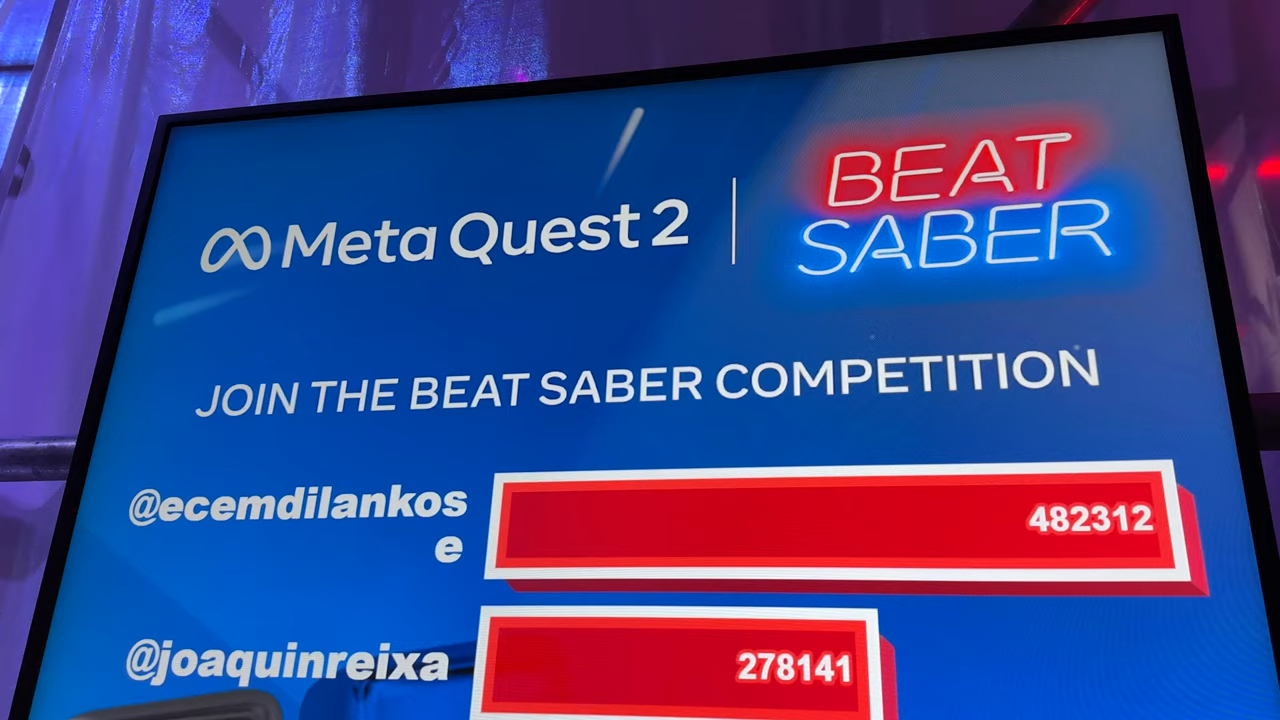 Meta Quest 2
BEAT
SABER
JOIN THE BEAT SABER COMPETITION
@ecemdilankos
e
482312
@joaquinreixa
278141